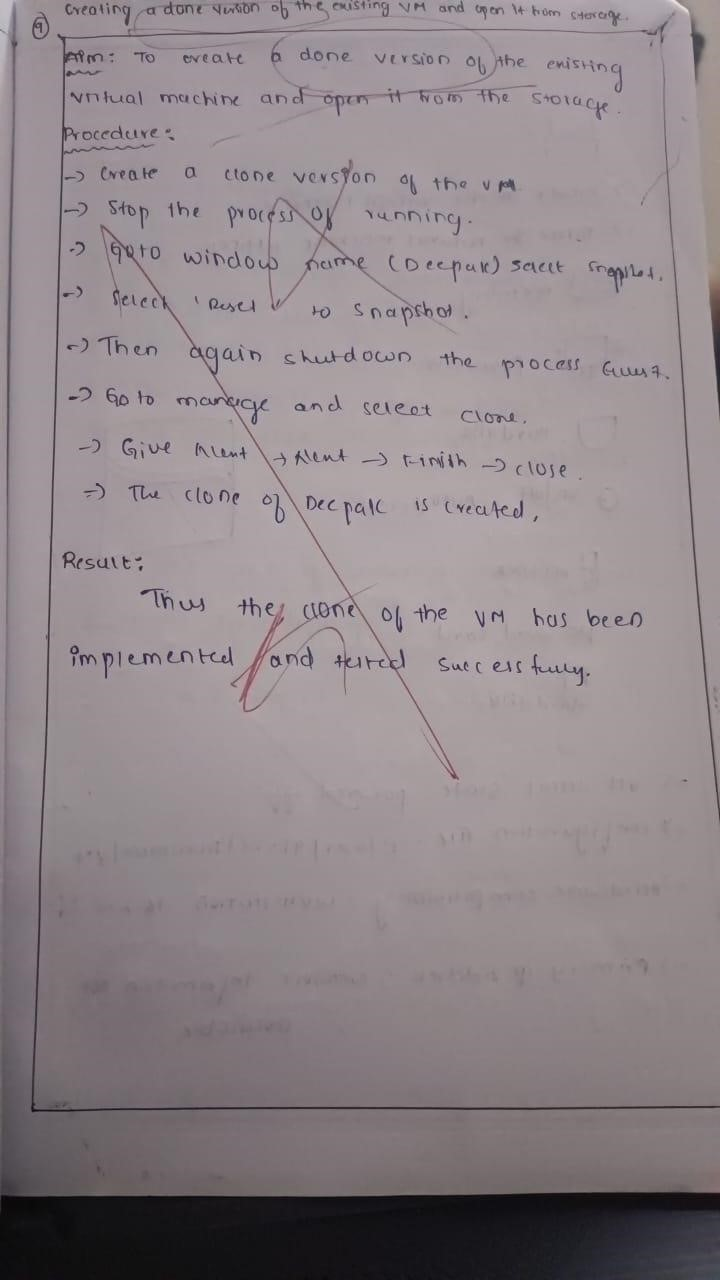 Creating a clone version of the existing VM and open it from storage.
9
Aim: To create a clone version of the existing
virtual machine and open it from the storage.
Procedure:
→ Create a clone version of the VM
→ Stop the process of running.
→ Goto window name (Deepak) select snapshot.
→ Select to snapshot.
→ Then again shutdown the process
→ Go to manage and select clone.
→ Give Next → Next → Finish → close.
→ The clone of Deepak is created,
Result:
Thus the clone of the VM has been
implemented and tested successfully.